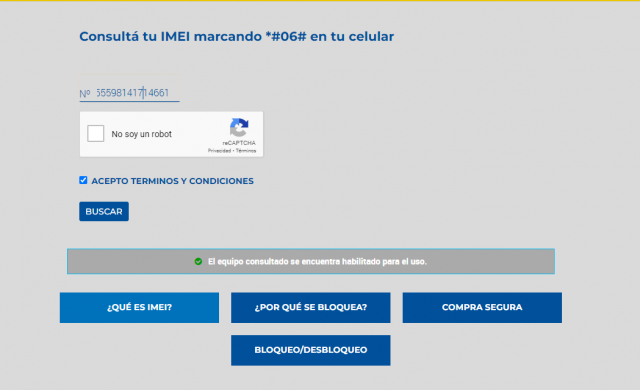 Consultá tu IMEI marcando *#06# en tu celular
Nº 55598141714661
No soy un robot
reCAPTCHA
Privacidad • Términos
ACEPTO TERMINOS Y CONDICIONES
BUSCAR
El equipo consultado se encuentra habilitado para el uso.
¿QUÉ ES IMEI?
¿POR QUÉ SE BLOQUEA?
COMPRA SEGURA
BLOQUEO/DESBLOQUEO